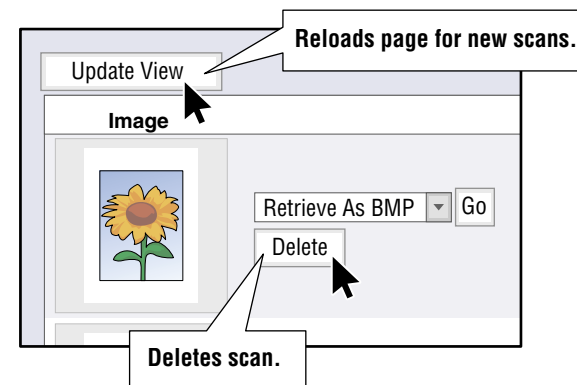 Reloads page for new scans.
Update View
Image
Retrieve As BMP Go
Delete
Deletes scan.